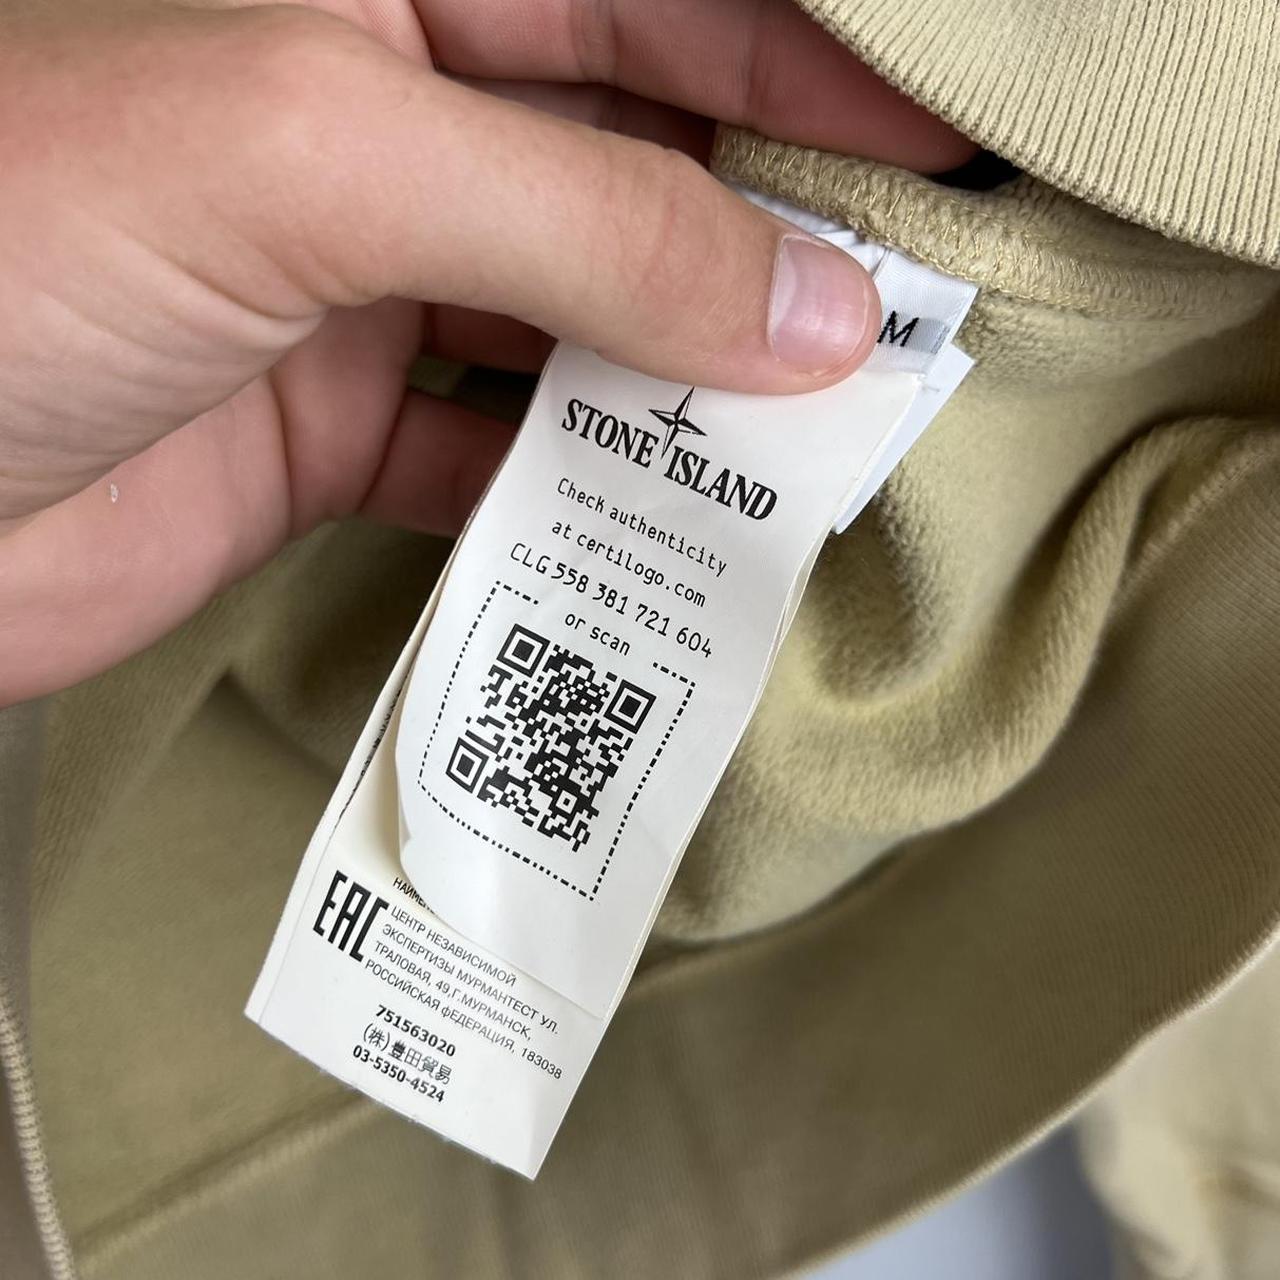 M
STONE ISLAND
Check authenticity
at certilogo.com
CLG 558 381 721 604
or scan
EAC
ЦЕНТР НЕЗАВИСИМОЙ
ЭКСПЕРТИЗЫ МУРМАНТЕСТ УЛ.
ТРАЛОВАЯ, 49,Г.МУРМАНСК,
РОССИЙСКАЯ ФЕДЕРАЦИЯ, 183038
751563020
(株)豊田貿易
03-5350-4524